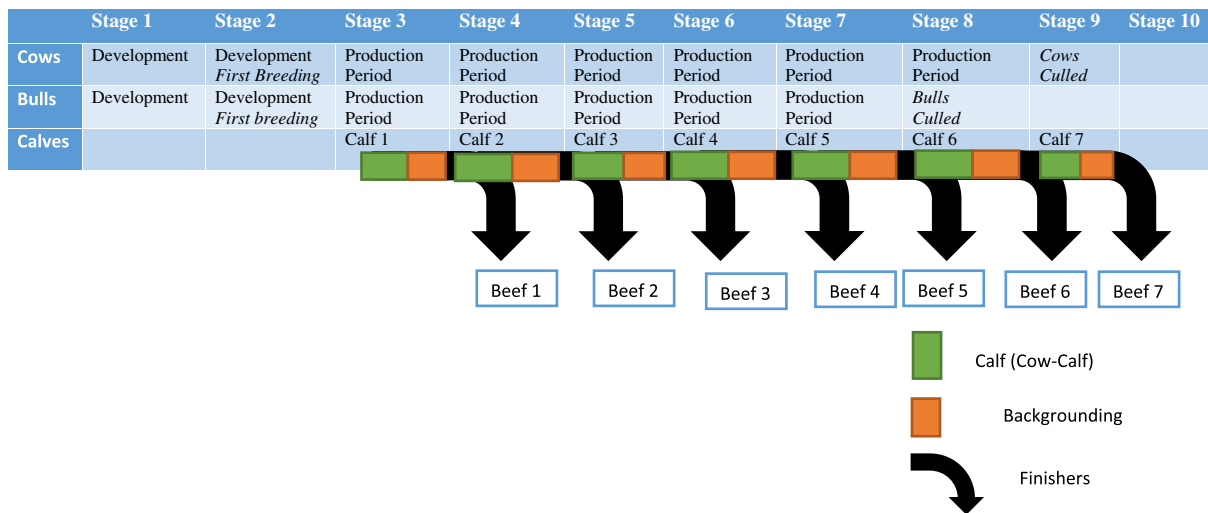 Stage 1 Stage 2 Stage 3 Stage 4 Stage 5 Stage 6 Stage 7 Stage 8 Stage 9 Stage 10
Cows Development Development Production Production Production Production Production Production Cows
First Breeding Period Period Period Period Period Period Culled
Bulls Development Development Production Production Production Production Production Bulls
First breeding Period Period Period Period Period Culled
Calves Calf 1 Calf 2 Calf 3 Calf 4 Calf 5 Calf 6 Calf 7
Beef 1 Beef 2 Beef 3 Beef 4 Beef 5 Beef 6 Beef 7
Calf (Cow-Calf)
Backgrounding
Finishers